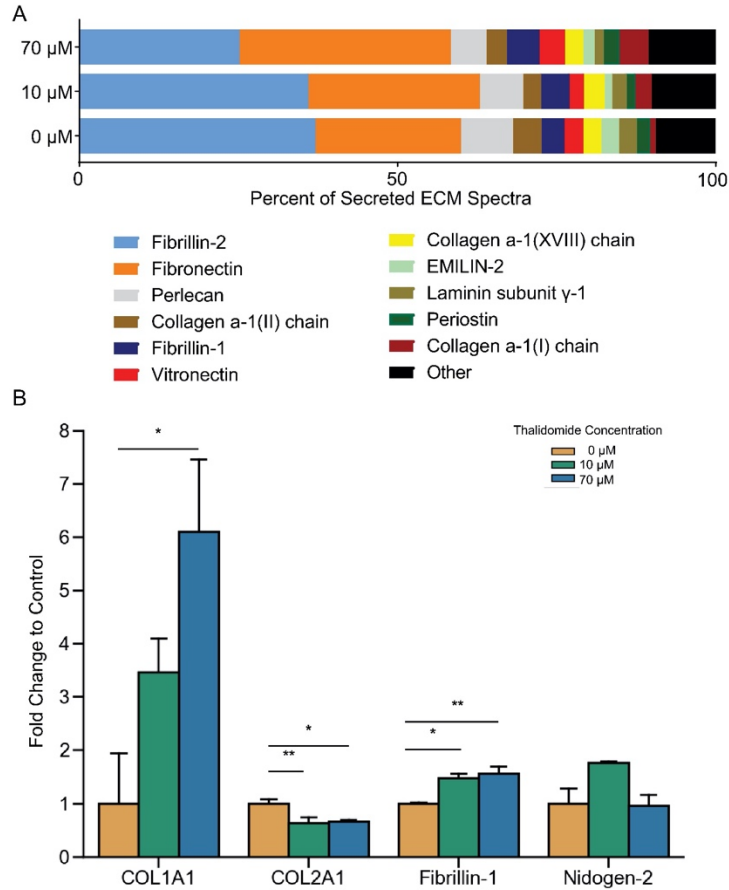 A
70 µM
10 µM
0 µM
0 50 100
Percent of Secreted ECM Spectra
Fibrillin-2
Fibronectin
Perlecan
Collagen a-1(II) chain
Fibrillin-1
Vitronectin
Collagen a-1(XVIII) chain
EMILIN-2
Laminin subunit γ-1
Periostin
Collagen a-1(I) chain
Other
B
Fold Change to Control
8
7
6
5
4
3
2
1
0
Thalidomide Concentration
0 µM
10 µM
70 µM
*
** *
* **
COL1A1 COL2A1 Fibrillin-1 Nidogen-2